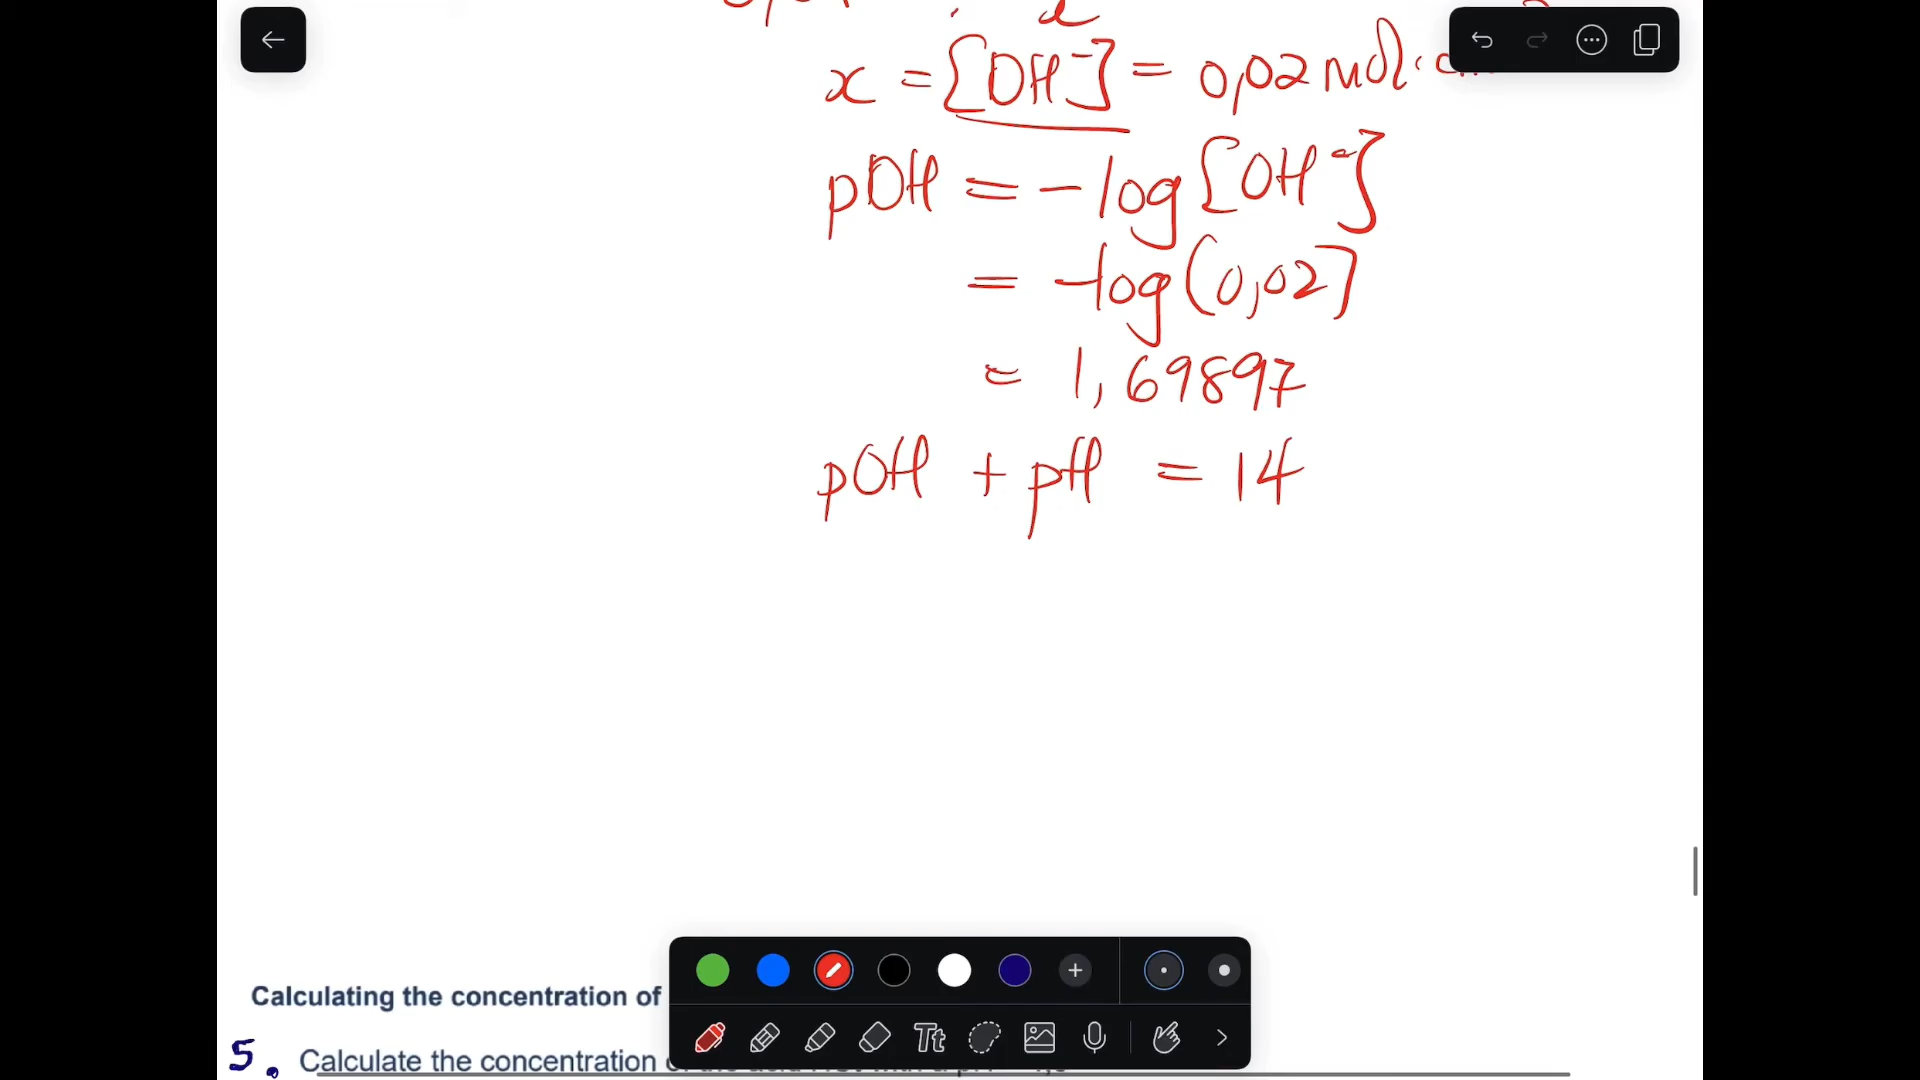 x = [OH⁻] = 0,02 mol·
pOH = -log[OH⁻]
= -log(0,02)
= 1,69897
pOH + pH = 14
Calculating the concentration of
5. Calculate the concentration
Tt